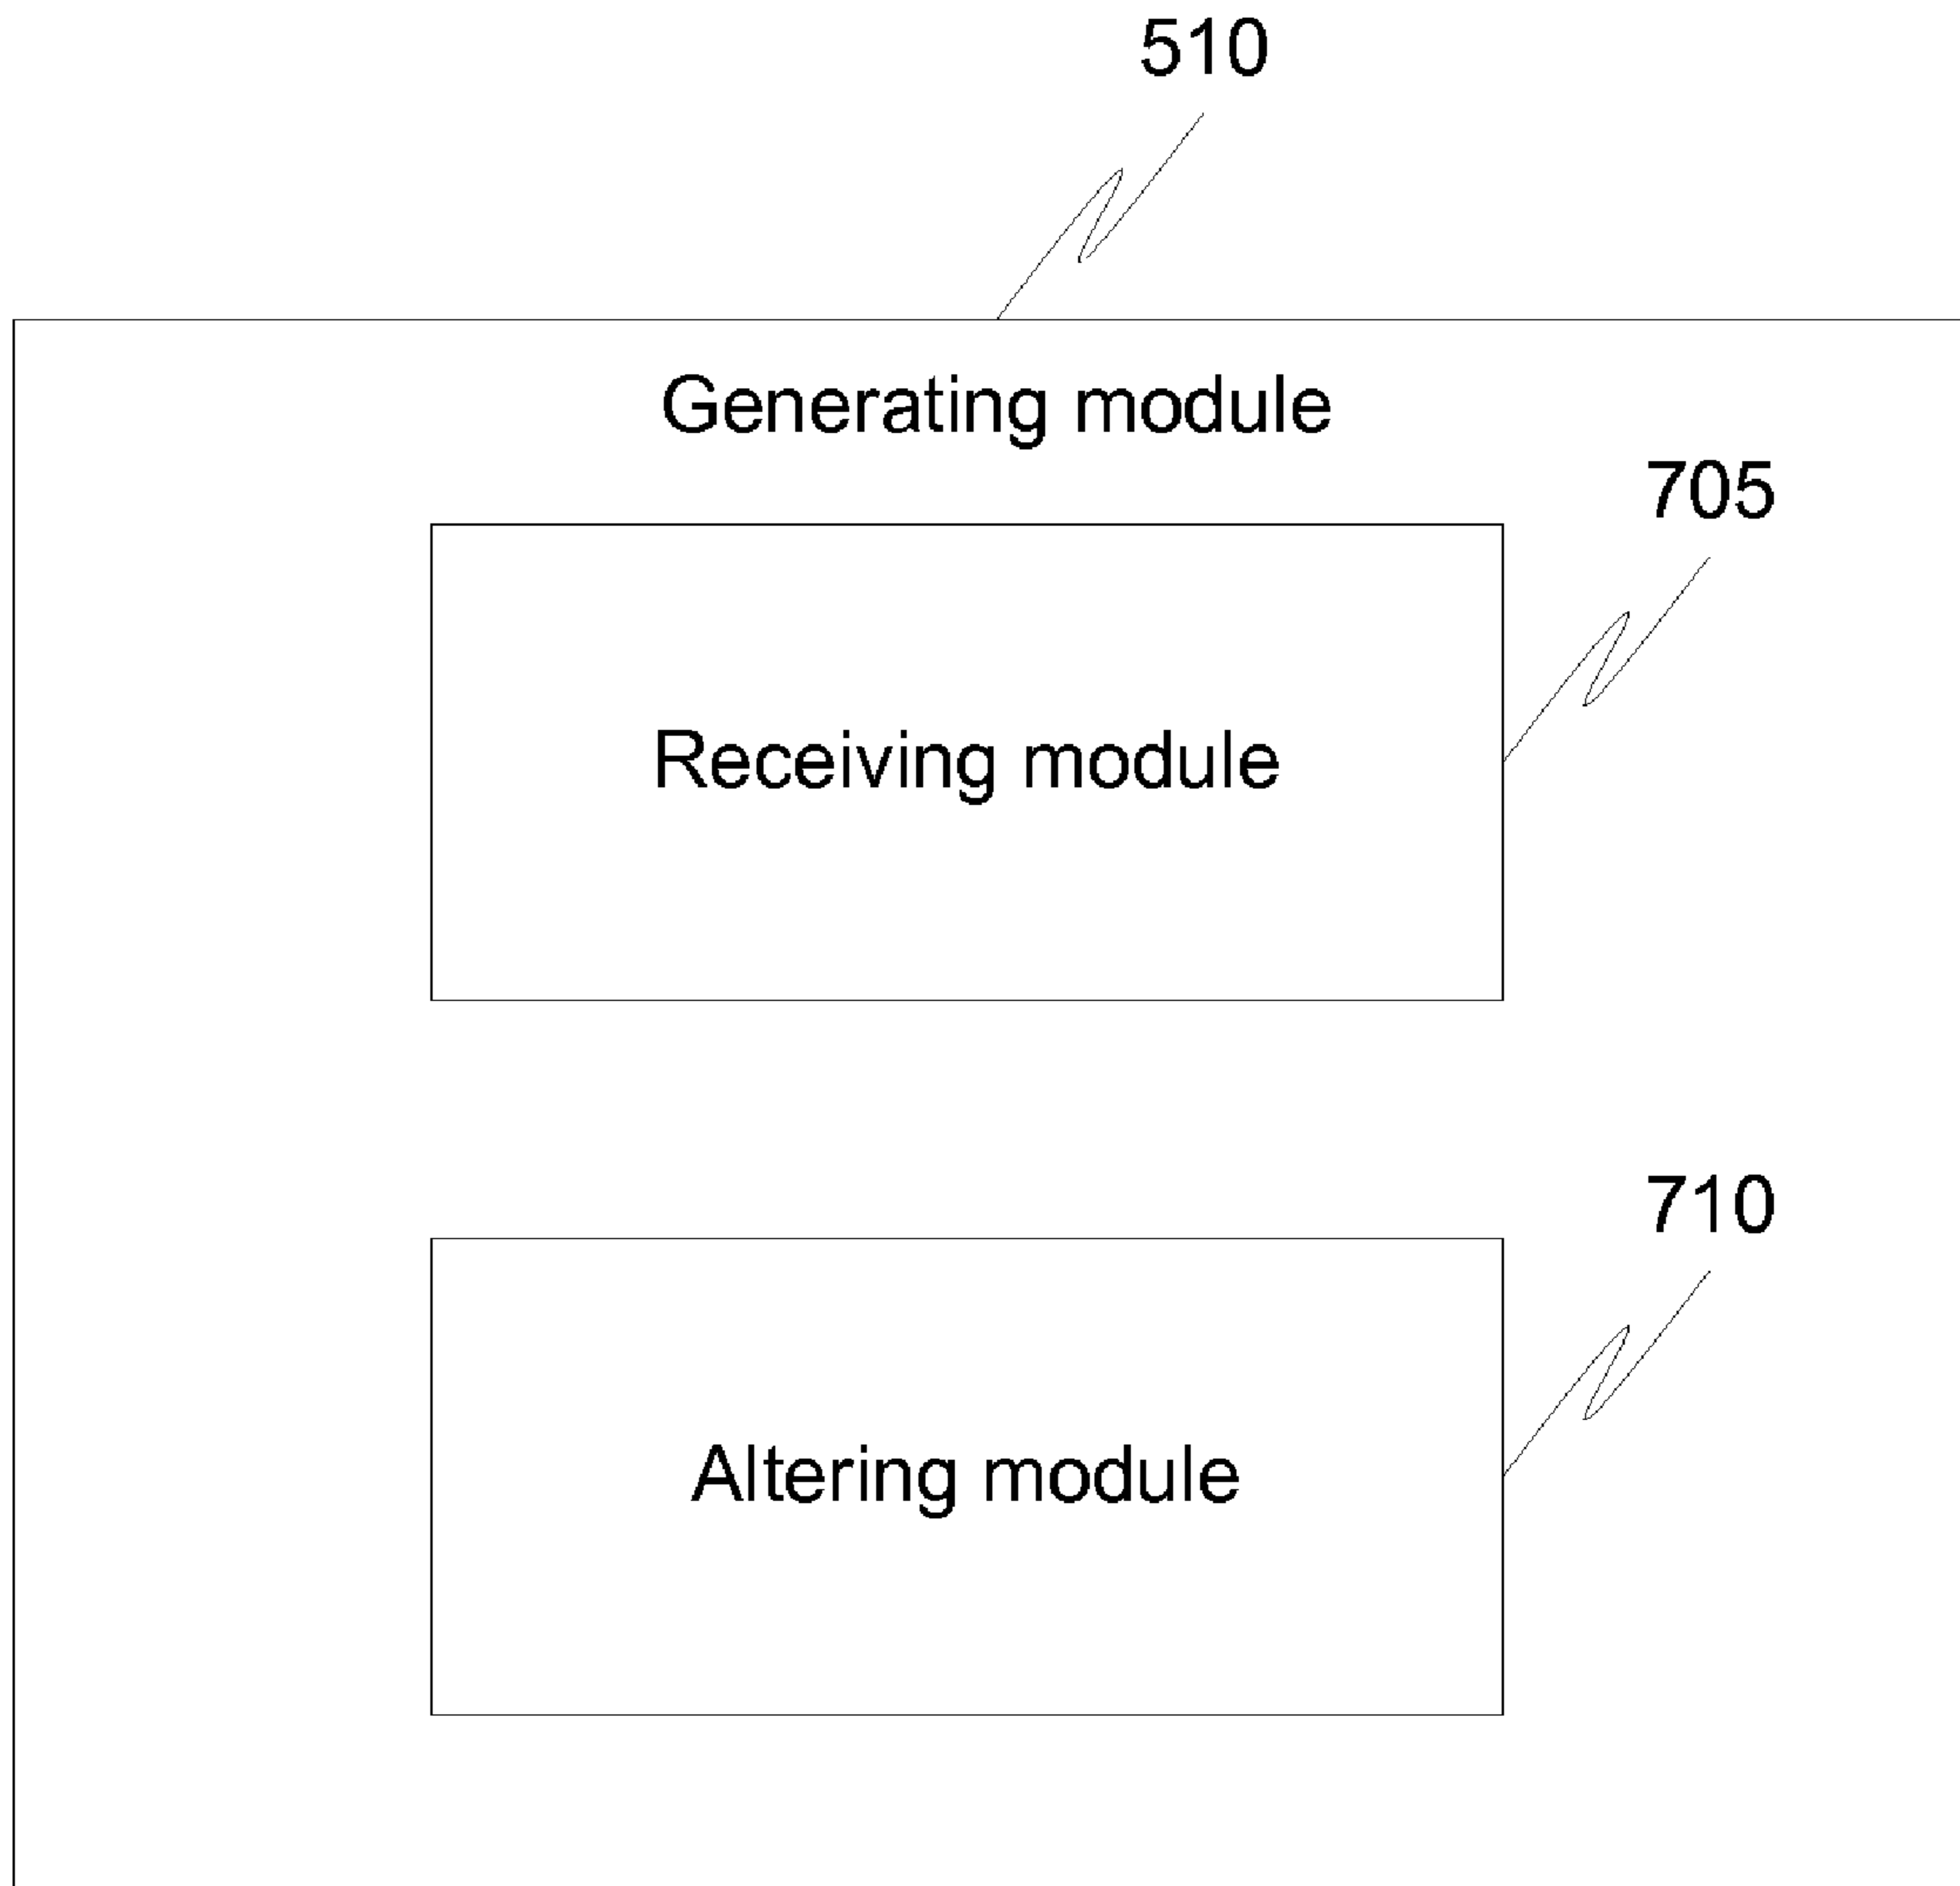 510
Generating module
705
Receiving module
710
Altering module